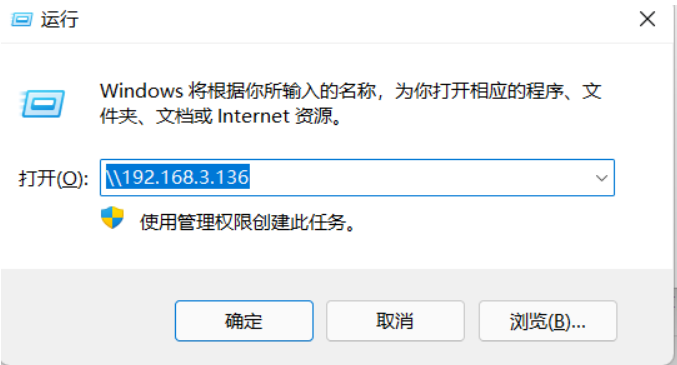 运行
Windows 将根据你所输入的名称，为你打开相应的程序、文
件夹、文档或 Internet 资源。
打开(O): \\192.168.3.136
使用管理权限创建此任务。
确定 取消 浏览(B)...